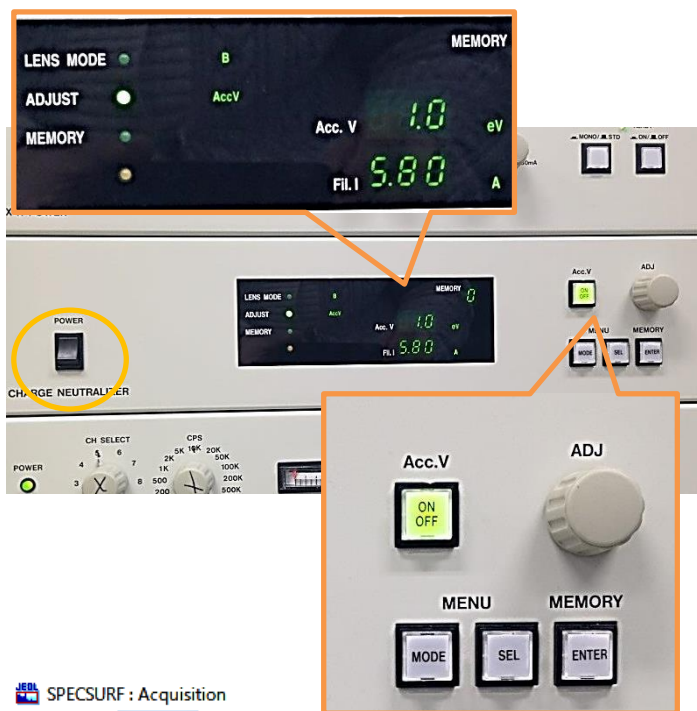 LENS MODE B MEMORY
ADJUST AccV
MEMORY
Acc. V 1.0 eV
Fil. I 5.80 A
MONO/ STD ON/ OFF
POWER
LENS MODE B MEMORY 0
ADJUST AccV
MEMORY
Acc. V 1.0 eV
Fil. I 5.80 A
Acc.V ADJ
ON
OFF
MENU MEMORY
MODE SEL ENTER
POWER
CHARGE NEUTRALIZER
CH SELECT CPS
POWER
3 4 5 6 7 8
200 500 1K 2K 5K 10K 20K 50K 100K 200K 500K
Acc.V ADJ
ON
OFF
MENU MEMORY
MODE SEL ENTER
JEOL SPECSURF : Acquisition